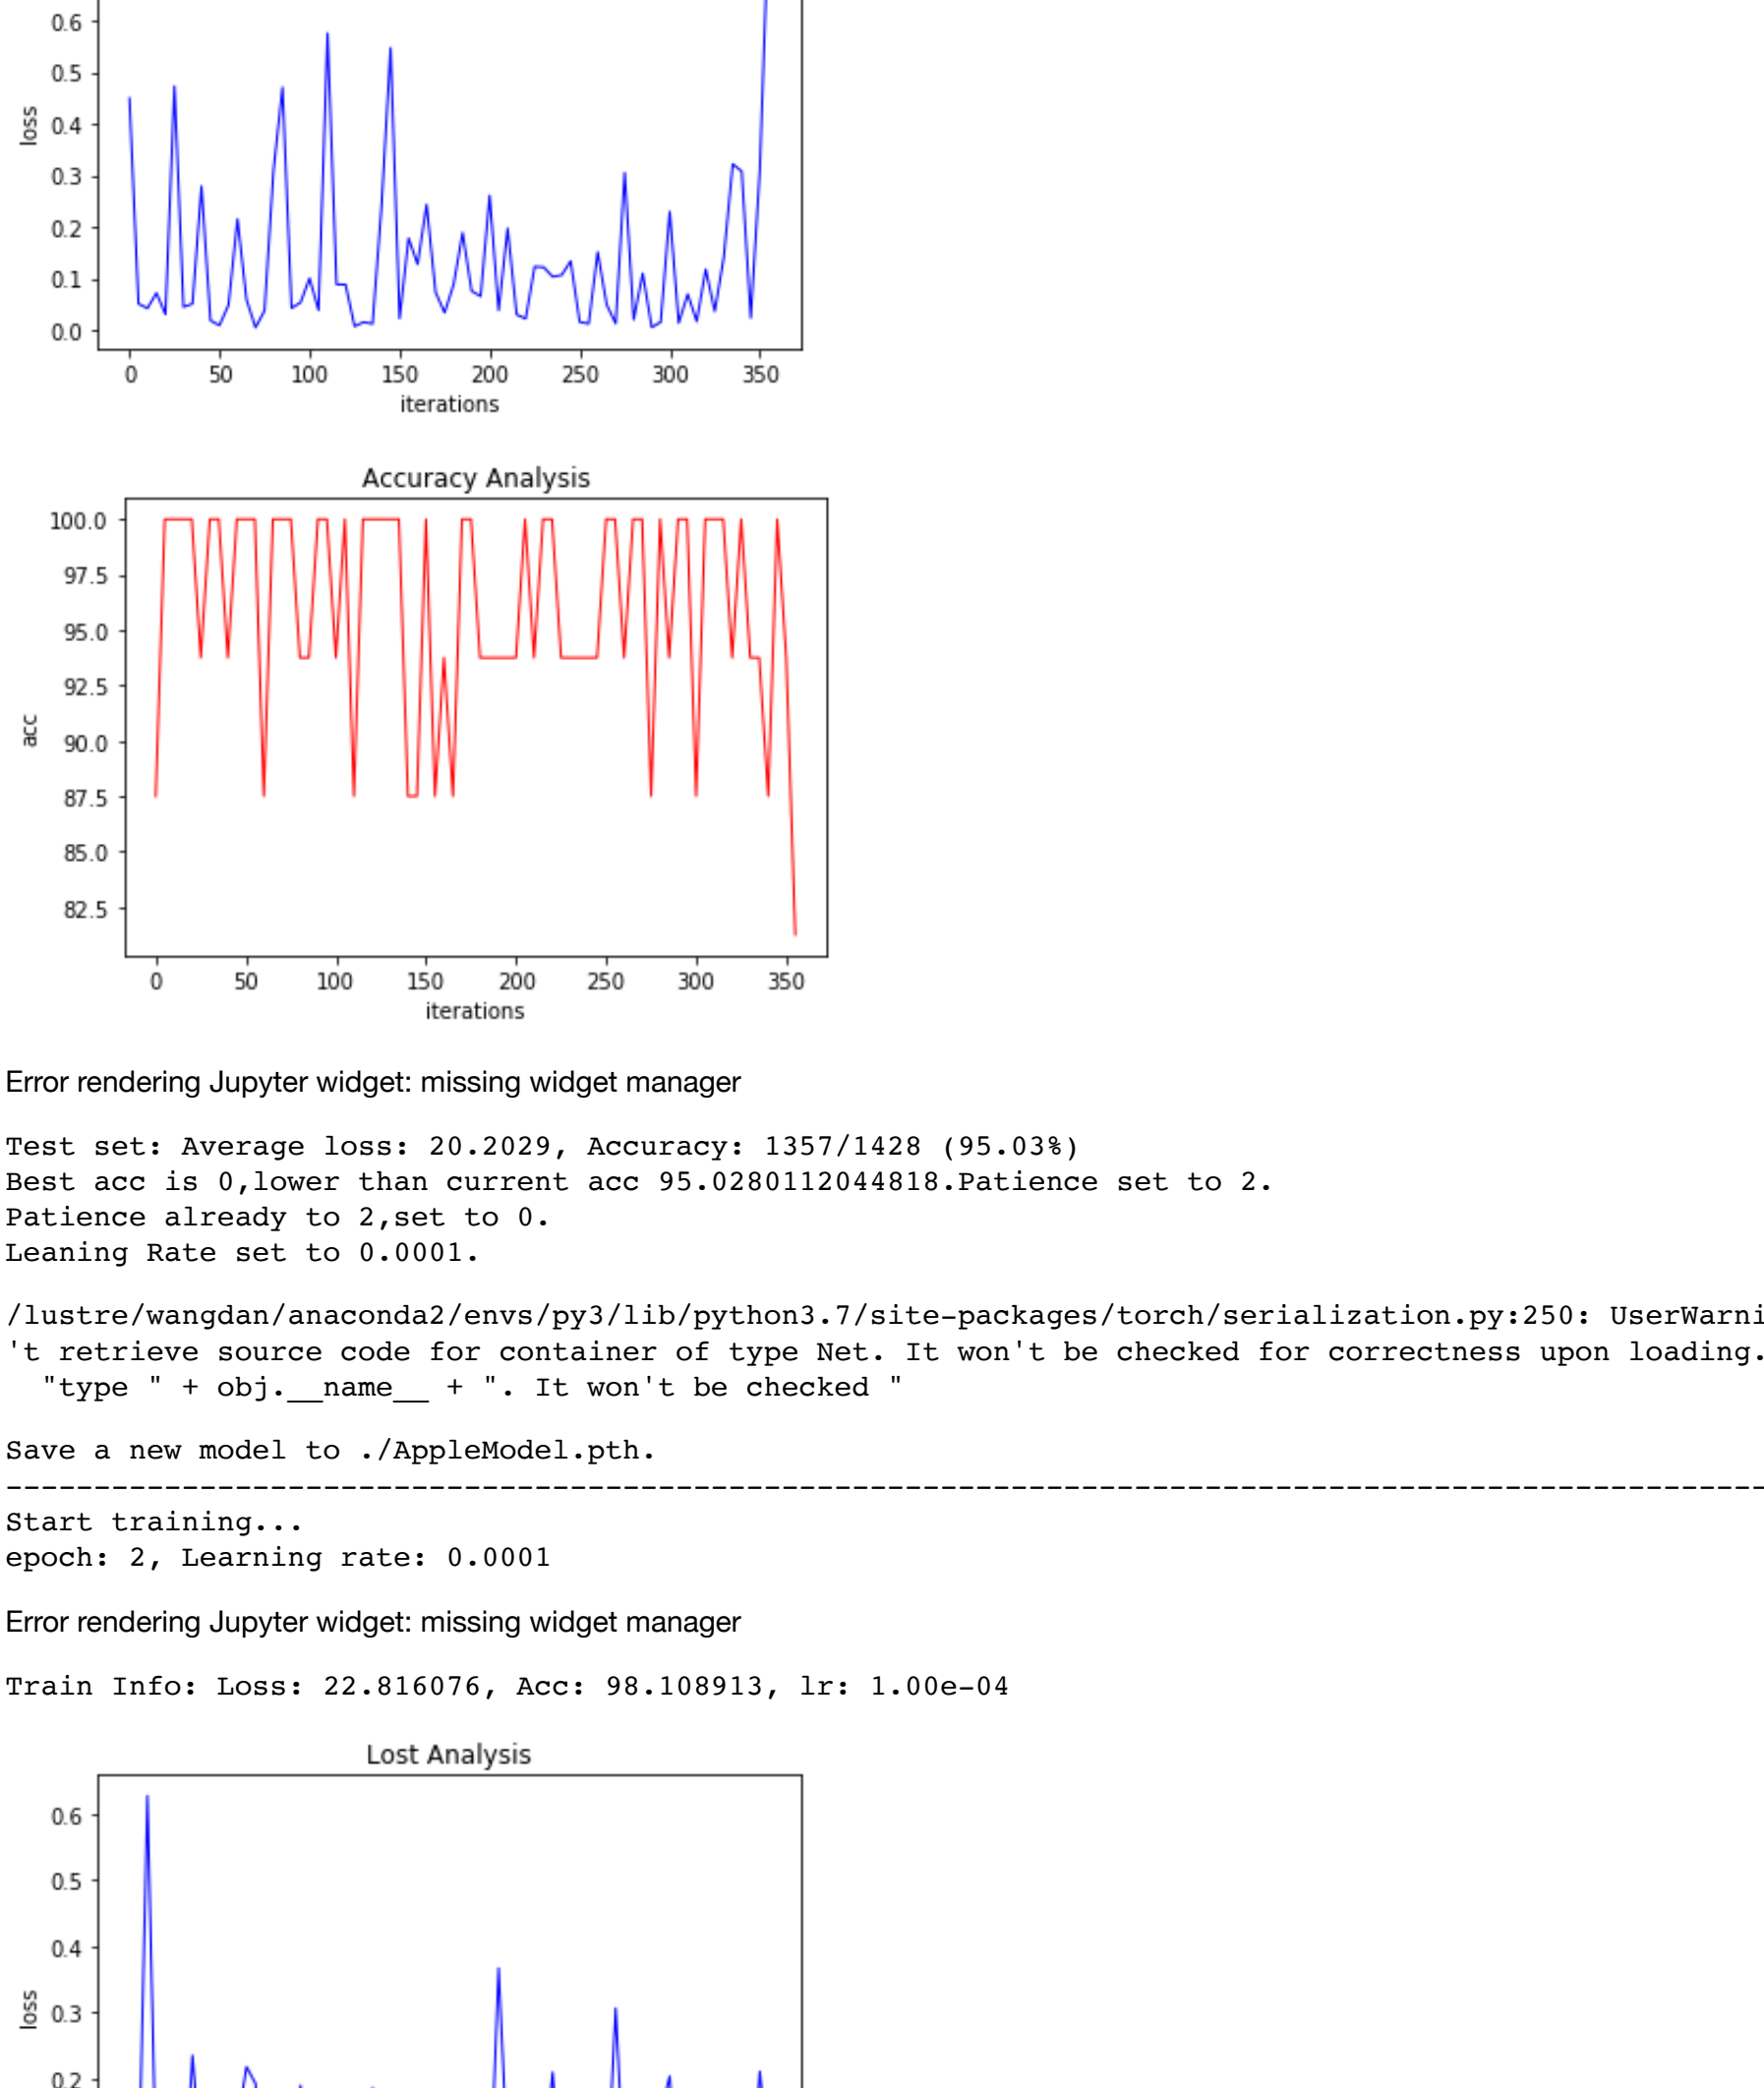 0.6
0.5
0.4
0.3
0.2
0.1
0.0
loss
0 50 100 150 200 250 300 350
iterations
Accuracy Analysis
100.0
97.5
95.0
92.5
90.0
87.5
85.0
82.5
acc
0 50 100 150 200 250 300 350
iterations
Error rendering Jupyter widget: missing widget manager
Test set: Average loss: 20.2029, Accuracy: 1357/1428 (95.03%)
Best acc is 0,lower than current acc 95.0280112044818.Patience set to 2.
Patience already to 2,set to 0.
Leaning Rate set to 0.0001.
/lustre/wangdan/anaconda2/envs/py3/lib/python3.7/site-packages/torch/serialization.py:250: UserWarni
't retrieve source code for container of type Net. It won't be checked for correctness upon loading.
"type " + obj.__name__ + ". It won't be checked "
Save a new model to ./AppleModel.pth.
----------------------------------------------------------------------------------------------------
Start training...
epoch: 2, Learning rate: 0.0001
Error rendering Jupyter widget: missing widget manager
Train Info: Loss: 22.816076, Acc: 98.108913, lr: 1.00e-04
Lost Analysis
0.6
0.5
0.4
0.3
0.2
loss